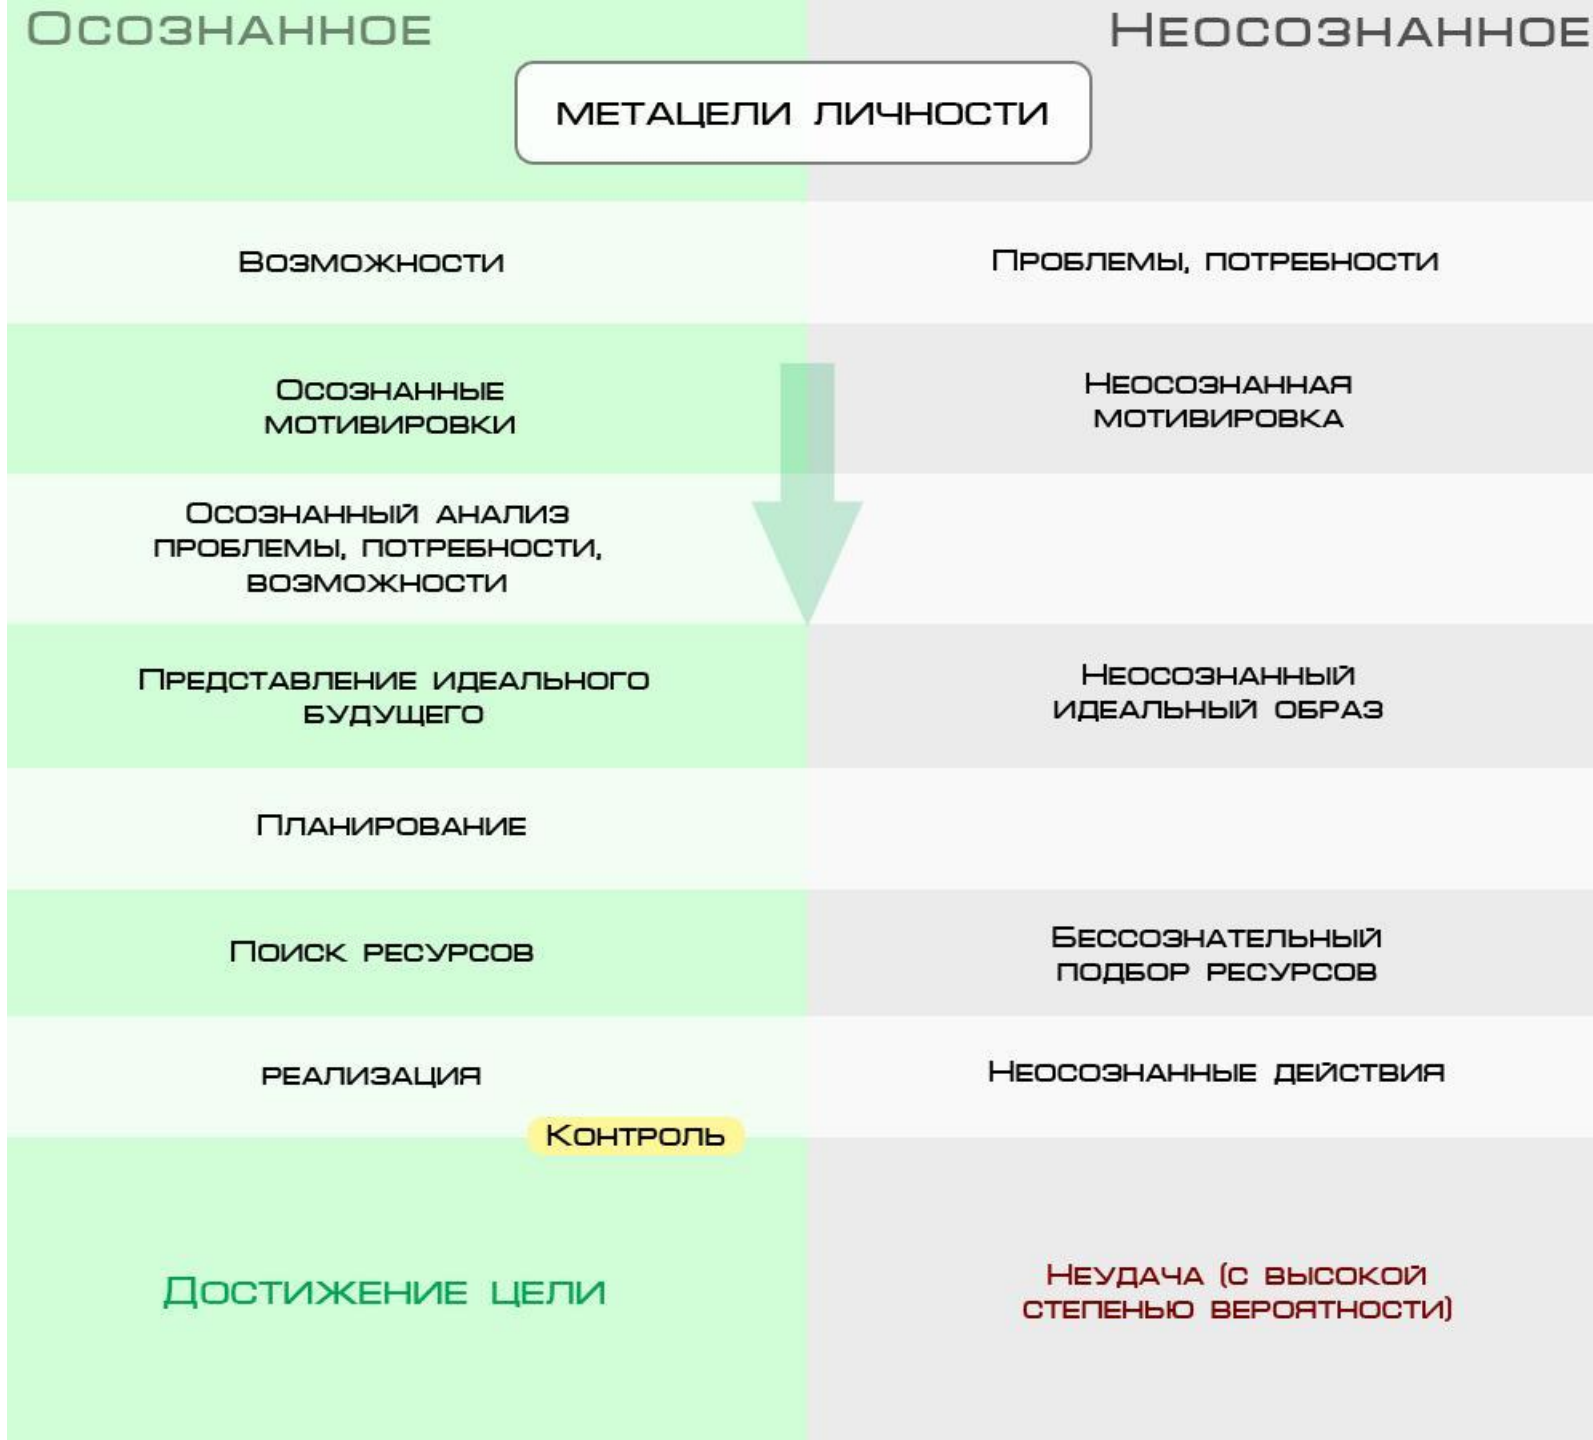 Осознанное
Неосознанное
метацели личности
Возможности
Проблемы, потребности
Осознанные
мотивировки
Неосознанная
мотивировка
Осознанный анализ
проблемы, потребности,
возможности
Представление идеального
будущего
Неосознанный
идеальный образ
Планирование
Поиск ресурсов
Бессознательный
подбор ресурсов
реализация
Неосознанные действия
Контроль
Достижение цели
Неудача (с высокой
степенью вероятности)